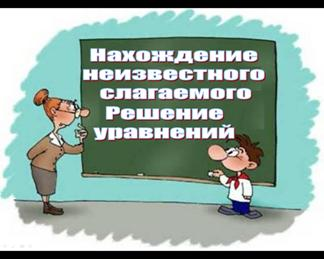 Нахождение
неизвестного
слагаемого
Решение
уравнений